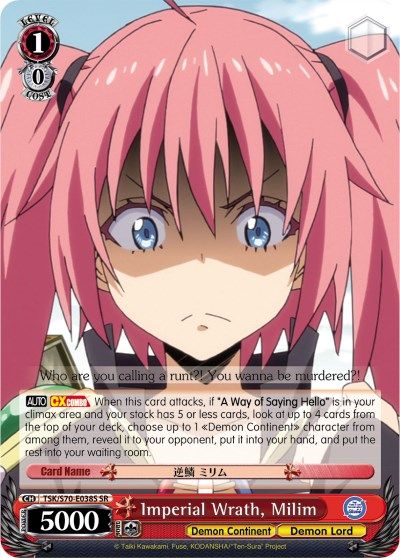 LEVEL
1
0
COST
Who are you calling a runt?! You wanna be murdered?!
AUTO CX COMBO When this card attacks, if "A Way of Saying Hello" is in your
climax area and your stock has 5 or less cards, look at up to 4 cards from
the top of your deck, choose up to 1 «Demon Continent» character from
among them, reveal it to your opponent, put it into your hand, and put the
rest into your waiting room.
Card Name 逆鱗 ミリム
CH TSK/S70-E038S SR
POWER 5000
Imperial Wrath, Milim
Demon Continent Demon Lord
© Taiki Kawakami, Fuse, KODANSHA/"Ten-Sura" Project